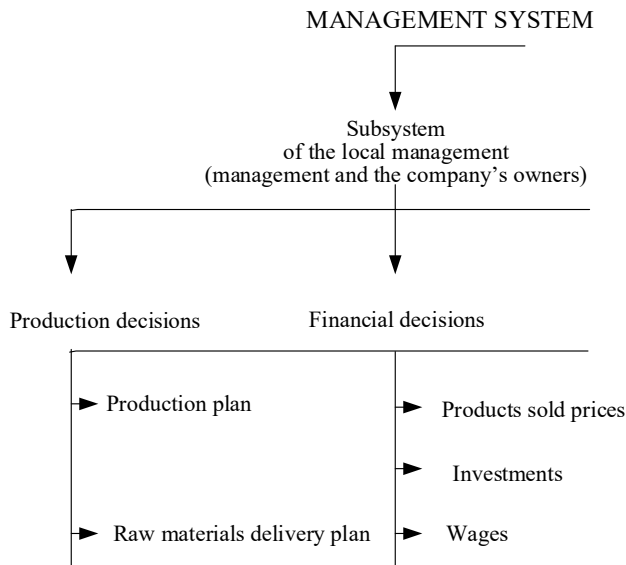 MANAGEMENT SYSTEM
Subsystem
of the local management
(management and the company’s owners)
Production decisions
Financial decisions
Production plan
Products sold prices
Investments
Raw materials delivery plan
Wages